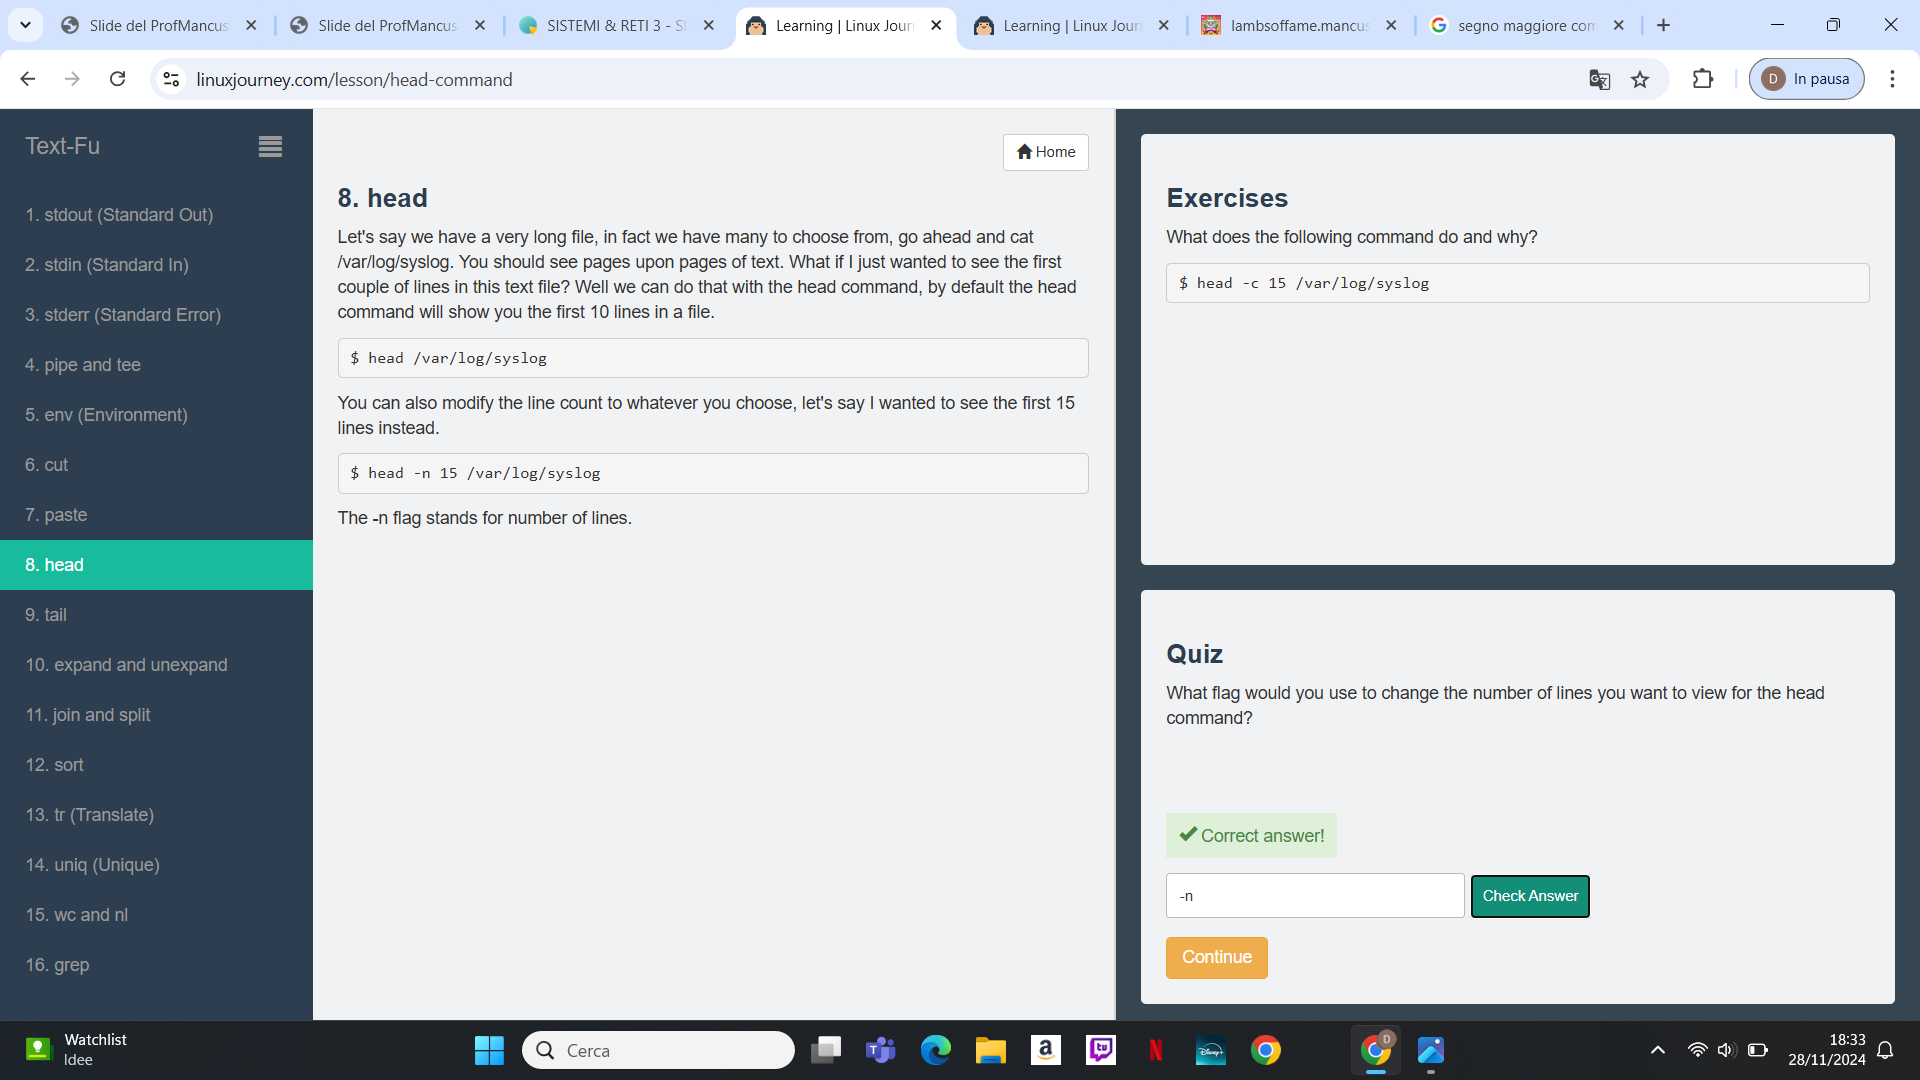 Slide del ProfMancus
Slide del ProfMancus
SISTEMI & RETI 3 - S
Learning | Linux Jour
Learning | Linux Jour
lambsoffame.mancus
segno maggiore com
linuxjourney.com/lesson/head-command
D In pausa
Text-Fu
1. stdout (Standard Out)
2. stdin (Standard In)
3. stderr (Standard Error)
4. pipe and tee
5. env (Environment)
6. cut
7. paste
8. head
9. tail
10. expand and unexpand
11. join and split
12. sort
13. tr (Translate)
14. uniq (Unique)
15. wc and nl
16. grep
Home
8. head
Let's say we have a very long file, in fact we have many to choose from, go ahead and cat
/var/log/syslog. You should see pages upon pages of text. What if I just wanted to see the first
couple of lines in this text file? Well we can do that with the head command, by default the head
command will show you the first 10 lines in a file.
$ head /var/log/syslog
You can also modify the line count to whatever you choose, let's say I wanted to see the first 15
lines instead.
$ head -n 15 /var/log/syslog
The -n flag stands for number of lines.
Exercises
What does the following command do and why?
$ head -c 15 /var/log/syslog
Quiz
What flag would you use to change the number of lines you want to view for the head
command?
Correct answer!
-n
Check Answer
Continue
Watchlist
Idee
Cerca
18:33
28/11/2024